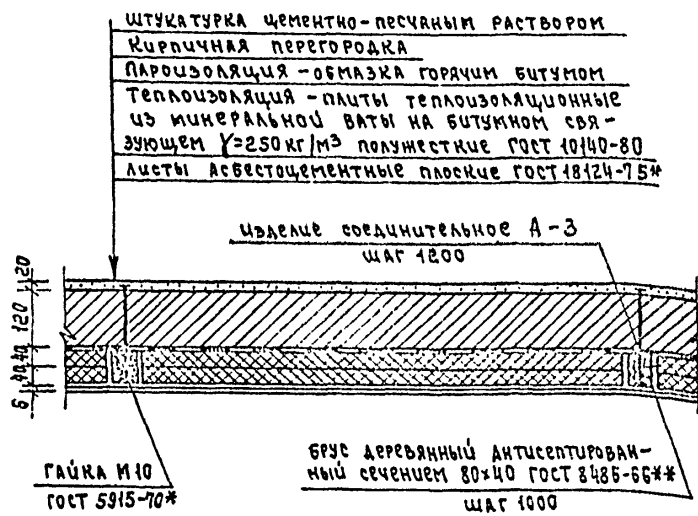 ШТУКАТУРКА ЦЕМЕНТНО-ПЕСЧАНЫМ РАСТВОРОМ
КИРПИЧНАЯ ПЕРЕГОРОДКА
ПАРОИЗОЛЯЦИЯ - ОБМАЗКА ГОРЯЧИМ БИТУМОМ
ТЕПЛОИЗОЛЯЦИЯ - ПЛИТЫ ТЕПЛОИЗОЛЯЦИОННЫЕ
ИЗ МИНЕРАЛЬНОЙ ВАТЫ НА БИТУМНОМ СВЯ-
ЗУЮЩЕМ γ=250 КГ/М³ ПОЛУЖЕСТКИЕ ГОСТ 10140-80
ЛИСТЫ АСБЕСТОЦЕМЕНТНЫЕ ПЛОСКИЕ ГОСТ 18124-75*
ИЗДЕЛИЕ СОЕДИНИТЕЛЬНОЕ А-3
ШАГ 1200
20
120
40
40
6
ГАЙКА М10
ГОСТ 5915-70*
БРУС ДЕРЕВЯННЫЙ АНТИСЕПТИРОВАН-
НЫЙ СЕЧЕНИЕМ 80×40 ГОСТ 8486-66**
ШАГ 1000